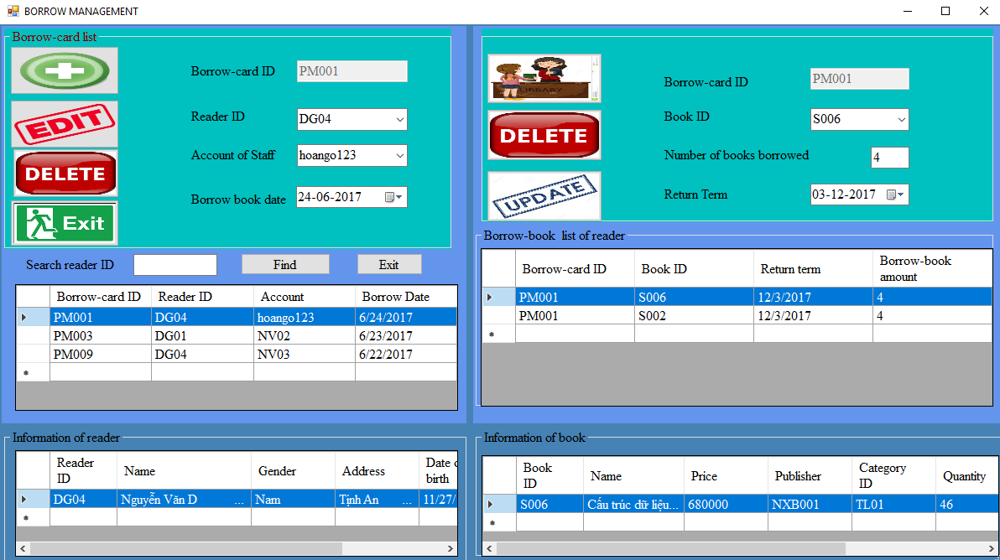 BORROW MANAGEMENT
Borrow-card list
Borrow-card ID PM001
EDIT
Reader ID DG04
Account of Staff hoango123
DELETE
Borrow book date 24-06-2017
Exit
Search reader ID Find Exit
Borrow-card ID Reader ID Account Borrow Date
PM001 DG04 hoango123 6/24/2017
PM003 DG01 NV02 6/23/2017
PM009 DG04 NV03 6/22/2017
LIBRARY
Borrow-card ID PM001
Book ID S006
DELETE
Number of books borrowed 4
UPDATE
Return Term 03-12-2017
Borrow-book list of reader
Borrow-card ID Book ID Return term Borrow-book
amount
PM001 S006 12/3/2017 4
PM001 S002 12/3/2017 4
Information of reader
Reader
ID Name Gender Address Date
birth
DG04 Nguyễn Văn D ... Nam Tịnh An ... 11/27/
Information of book
Book
ID Name Price Publisher Category
ID Quantity
S006 Cấu trúc dữ liệu... 680000 NXB001 TL01 46